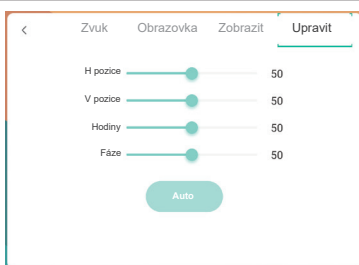 Zvuk Obrazovka Zobrazit Upravit
H pozice 50
V pozice 50
Hodiny 50
Fáze 50
Auto